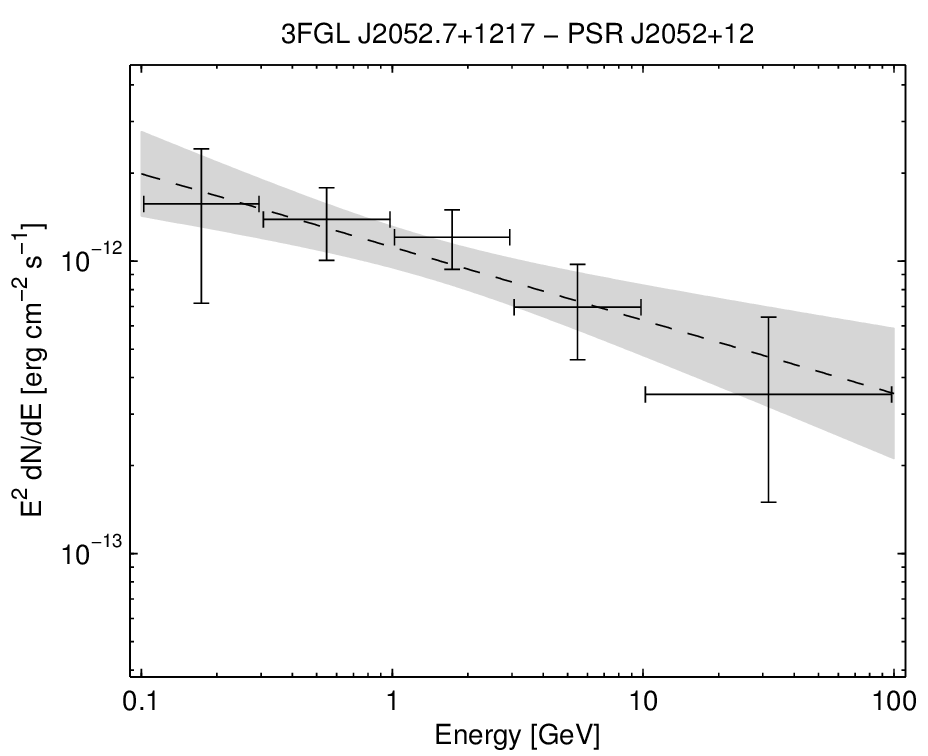 3FGL J2052.7+1217 − PSR J2052+12
E² dN/dE [erg cm⁻² s⁻¹]
10⁻¹²
10⁻¹³
0.1 1 10 100
Energy [GeV]